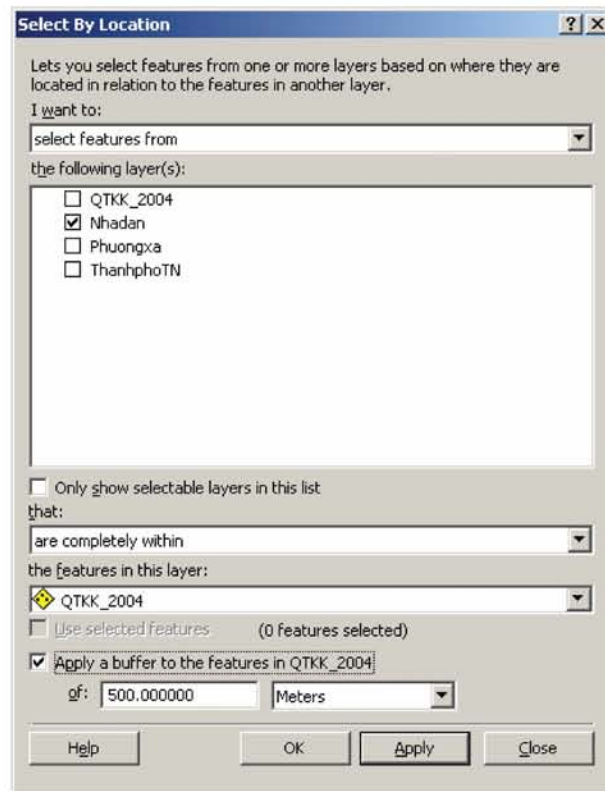 Select By Location
Lets you select features from one or more layers based on where they are
located in relation to the features in another layer.
I want to:
select features from
the following layer(s):
QTKK_2004
Nhadan
Phuongxa
ThanhphoTN
Only show selectable layers in this list
that:
are completely within
the features in this layer:
QTKK_2004
Use selected features (0 features selected)
Apply a buffer to the features in QTKK_2004
of: 500.000000 Meters
Help OK Apply Close